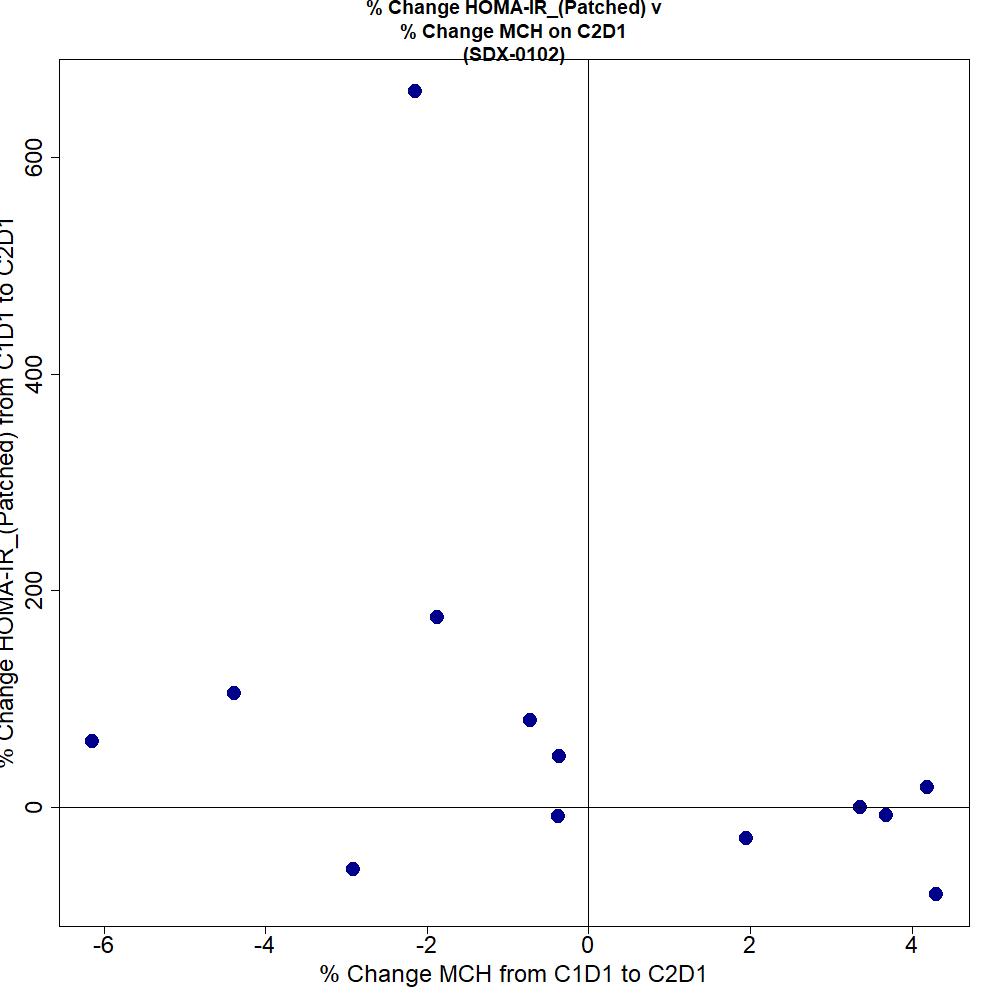 % Change HOMA-IR_(Patched) v
% Change MCH on C2D1
(SDX-0102)
% Change HOMA-IR_(Patched) from C1D1 to C2D1
600
400
200
0
-6
-4
-2
0
2
4
% Change MCH from C1D1 to C2D1